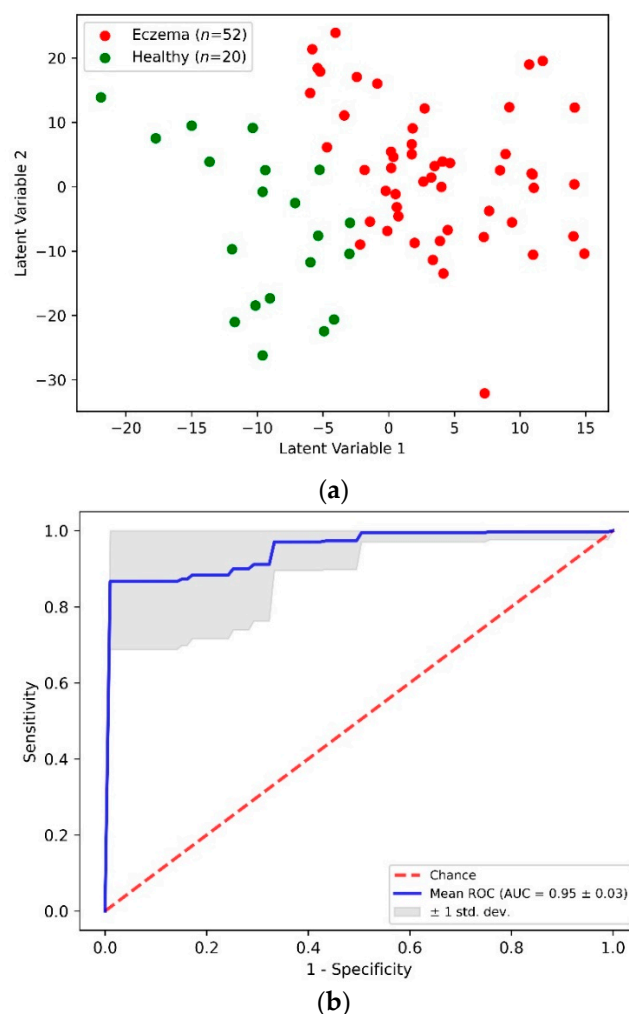 Eczema (n=52)
Healthy (n=20)
Latent Variable 2
20
10
0
−10
−20
−30
−20 −15 −10 −5 0 5 10 15
Latent Variable 1
(a)
Sensitivity
1.0
0.8
0.6
0.4
0.2
0.0
Chance
Mean ROC (AUC = 0.95 ± 0.03)
± 1 std. dev.
0.0 0.2 0.4 0.6 0.8 1.0
1 - Specificity
(b)